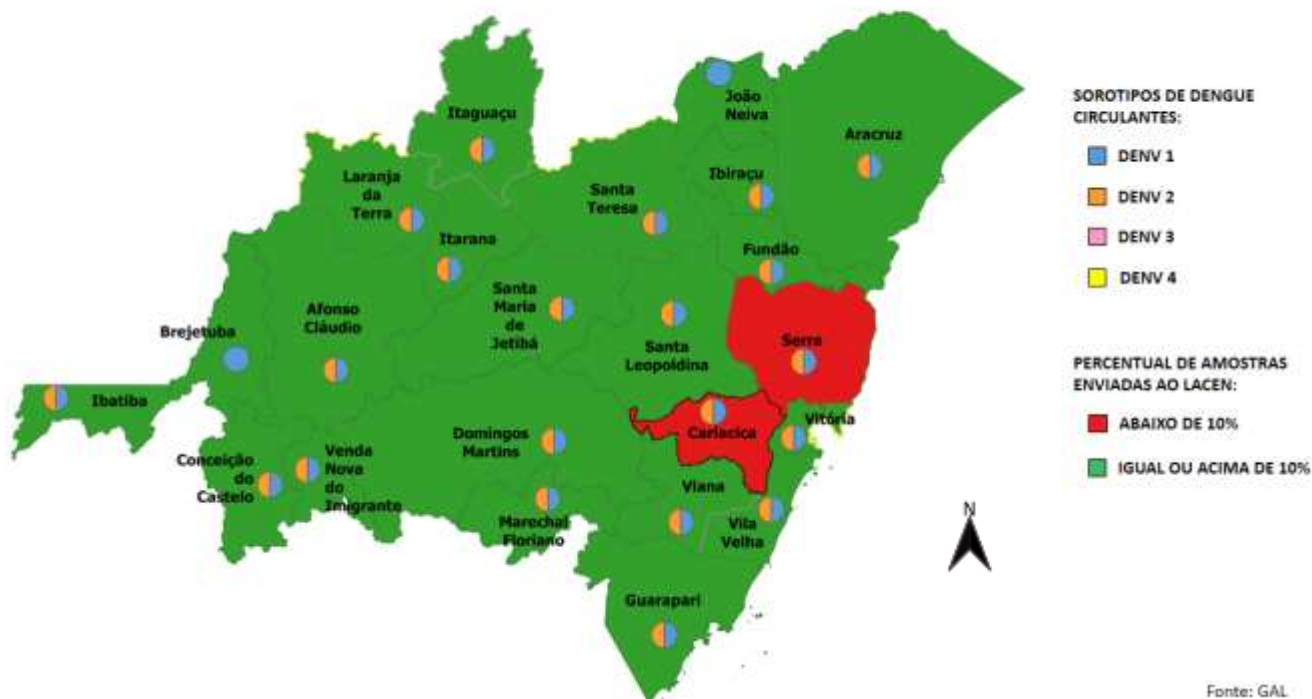 João
Neiva
Itaguaçu
Aracruz
Laranja
da
Terra
Ibiraçu
Santa
Teresa
Itarana
Fundão
Santa
Maria
de
Jetibá
Afonso
Cláudio
Brejetuba
Serra
Santa
Leopoldina
Ibatiba
Vitória
Cariacica
Domingos
Martins
Conceição
do
Castelo
Venda
Nova
do
Imigrante
Viana
Marechal
Floriano
Vila
Velha
Guarapari
SOROTIPOS DE DENGUE
CIRCULANTES:
DENV 1
DENV 2
DENV 3
DENV 4
PERCENTUAL DE AMOSTRAS
ENVIADAS AO LACEN:
ABAIXO DE 10%
IGUAL OU ACIMA DE 10%
N
Fonte: GAL